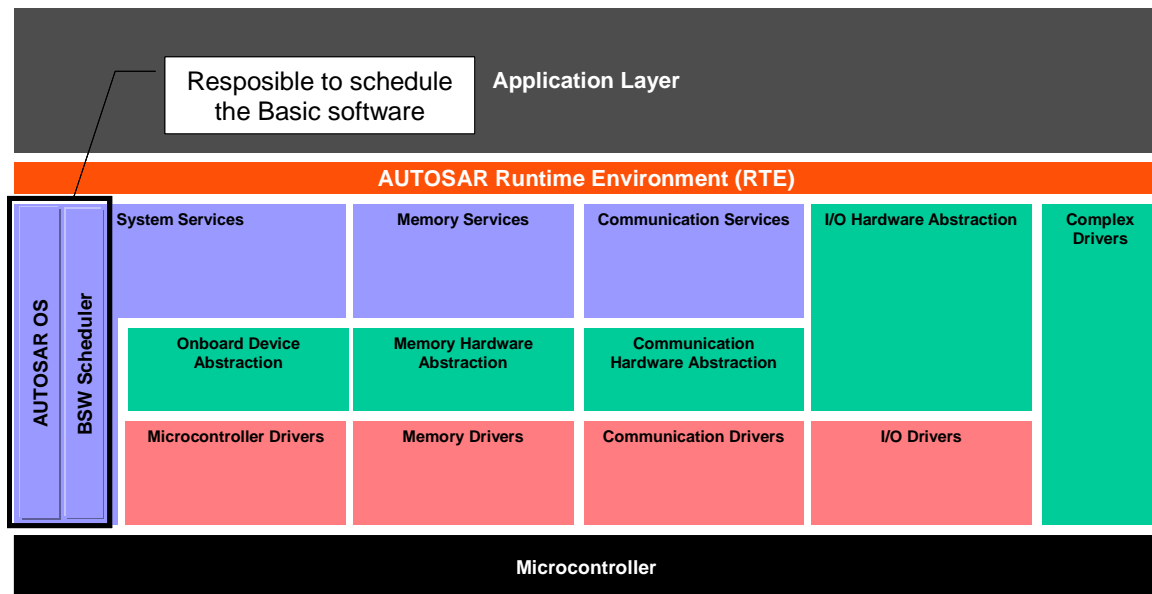 Resposible to schedule
the Basic software
Application Layer
AUTOSAR Runtime Environment (RTE)
System Services
Memory Services
Communication Services
I/O Hardware Abstraction
Complex
Drivers
AUTOSAR OS
BSW Scheduler
Onboard Device
Abstraction
Memory Hardware
Abstraction
Communication
Hardware Abstraction
Microcontroller Drivers
Memory Drivers
Communication Drivers
I/O Drivers
Microcontroller